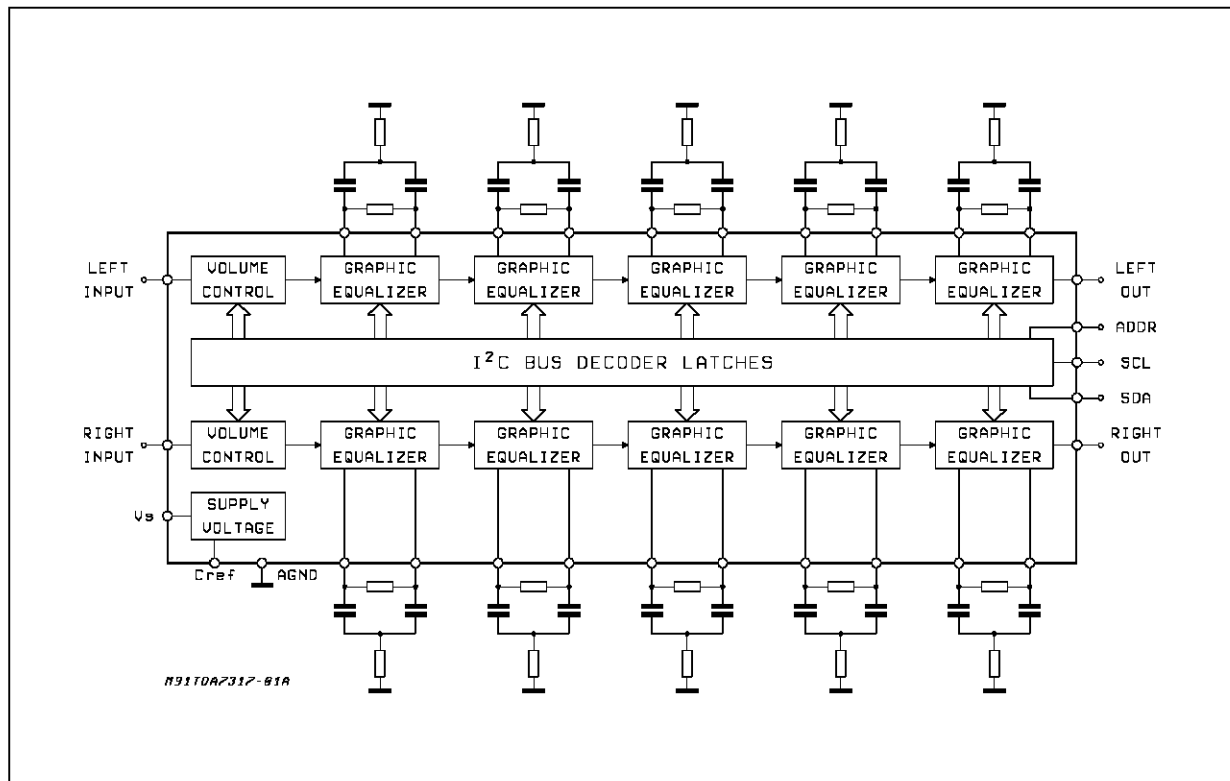 LEFT
INPUT
VOLUME
CONTROL
GRAPHIC
EQUALIZER
GRAPHIC
EQUALIZER
GRAPHIC
EQUALIZER
GRAPHIC
EQUALIZER
GRAPHIC
EQUALIZER
LEFT
OUT
ADDR
I²C BUS DECODER LATCHES
SCL
SDA
RIGHT
INPUT
VOLUME
CONTROL
GRAPHIC
EQUALIZER
GRAPHIC
EQUALIZER
GRAPHIC
EQUALIZER
GRAPHIC
EQUALIZER
GRAPHIC
EQUALIZER
RIGHT
OUT
Vs
SUPPLY
VOLTAGE
Cref
AGND
M91TDA7317-01A